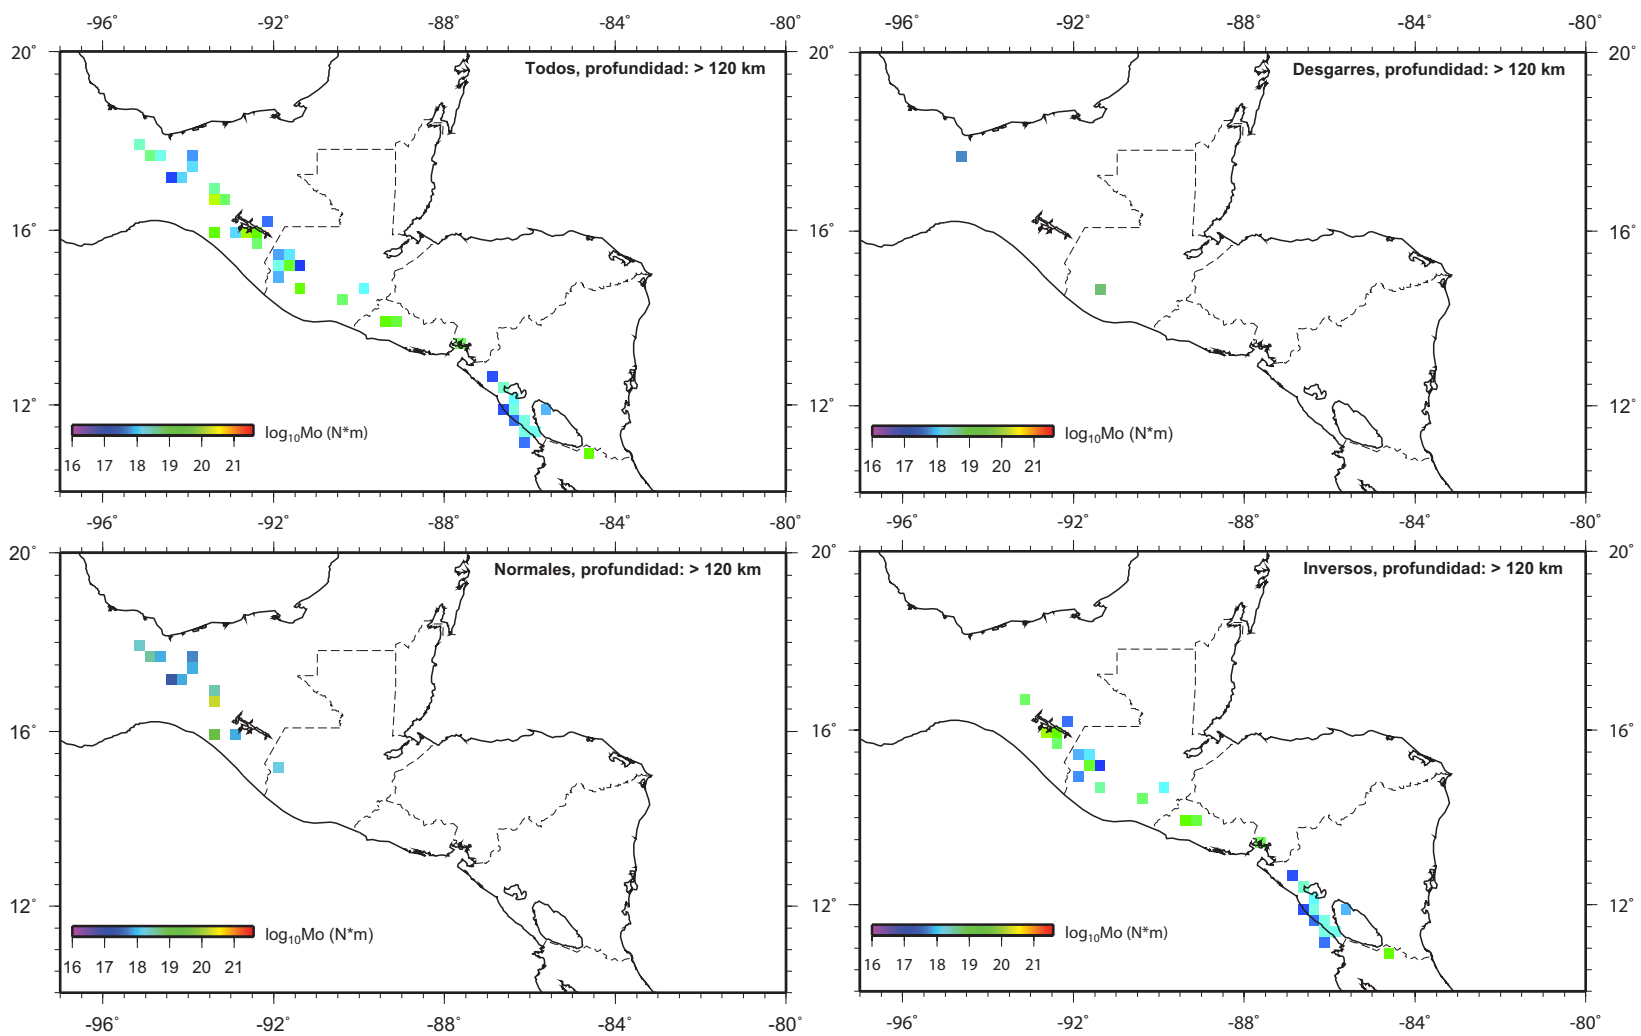 -96° -92° -88° -84° -80°
20°
Todos, profundidad: > 120 km
16°
12°
log10Mo (N*m)
16 17 18 19 20 21
-96° -92° -88° -84° -80°
20°
Desgarres, profundidad: > 120 km
16°
12°
log10Mo (N*m)
16 17 18 19 20 21
-96° -92° -88° -84° -80°
20°
Normales, profundidad: > 120 km
16°
12°
log10Mo (N*m)
16 17 18 19 20 21
-96° -92° -88° -84° -80°
-96° -92° -88° -84° -80°
20° 20°
Inversos, profundidad: > 120 km
16° 16°
12° 12°
log10Mo (N*m)
16 17 18 19 20 21
-96° -92° -88° -84° -80°